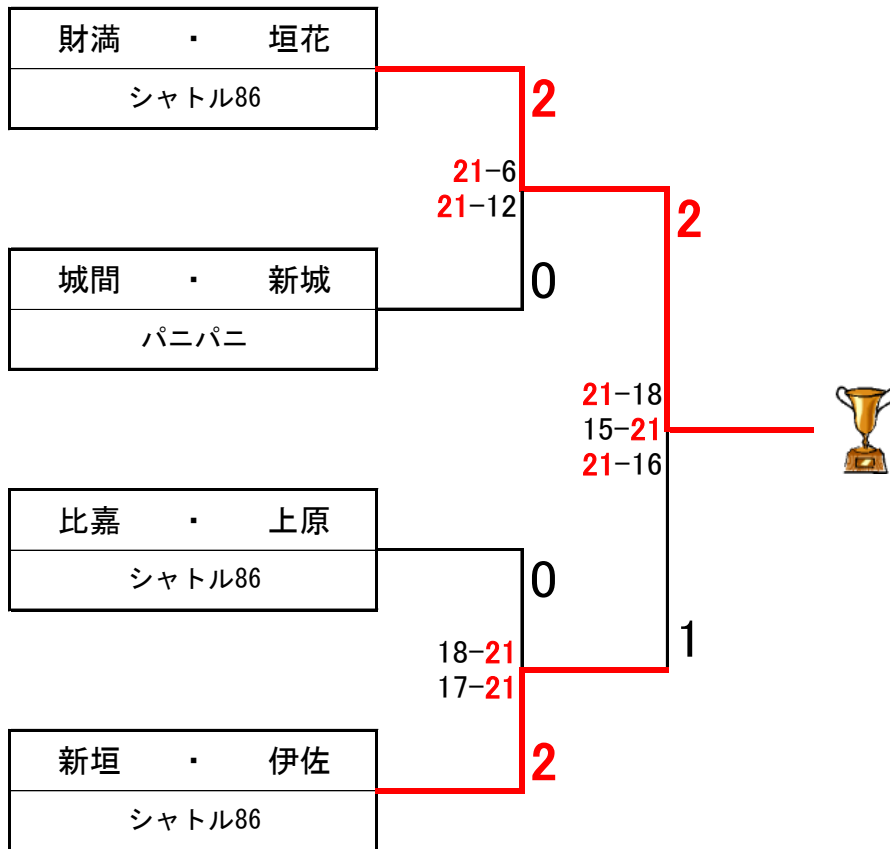 財満 ・ 垣花
シャトル86
2
21-6
21-12
2
城間 ・ 新城
0
パニパニ
21-18
15-21
21-16
比嘉 ・ 上原
シャトル86
0
1
18-21
17-21
新垣 ・ 伊佐
2
シャトル86